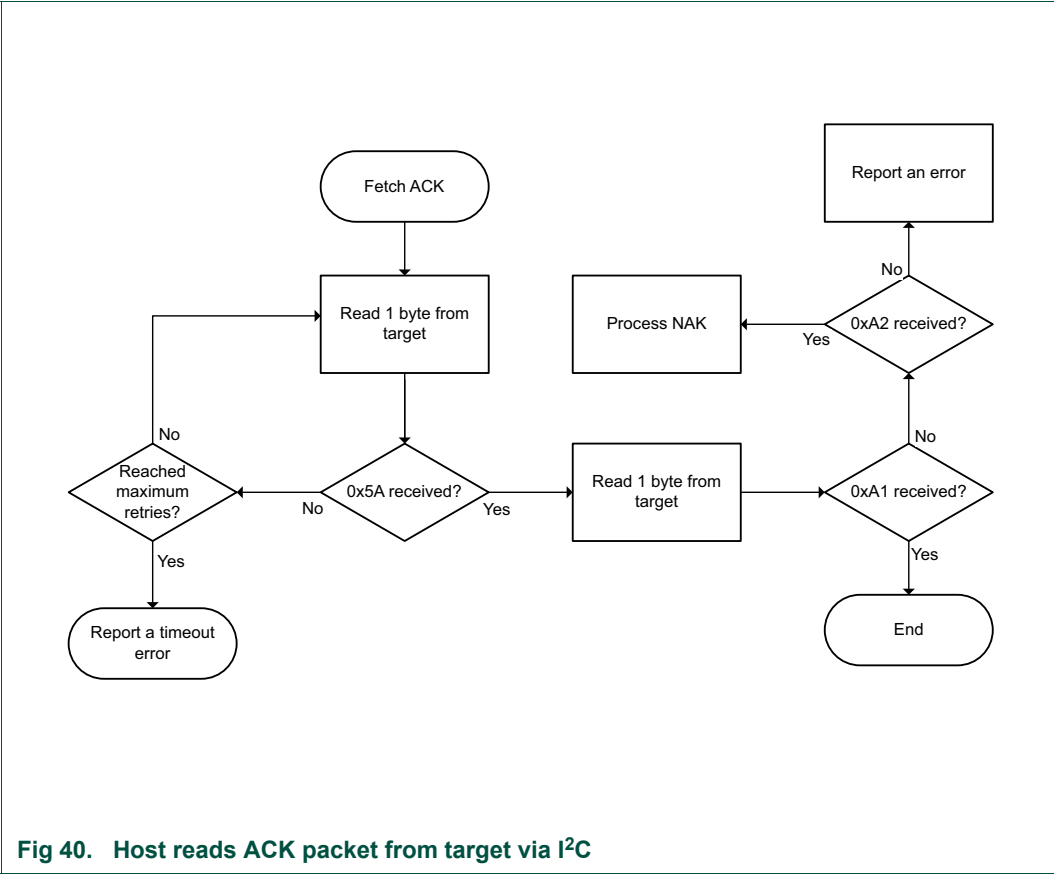 Fetch ACK
Read 1 byte from
target
0x5A received?
No
Yes
Reached
maximum
retries?
No
Yes
Report a timeout
error
Read 1 byte from
target
0xA1 received?
No
Yes
End
0xA2 received?
No
Yes
Process NAK
Report an error
Fig 40. Host reads ACK packet from target via I²C